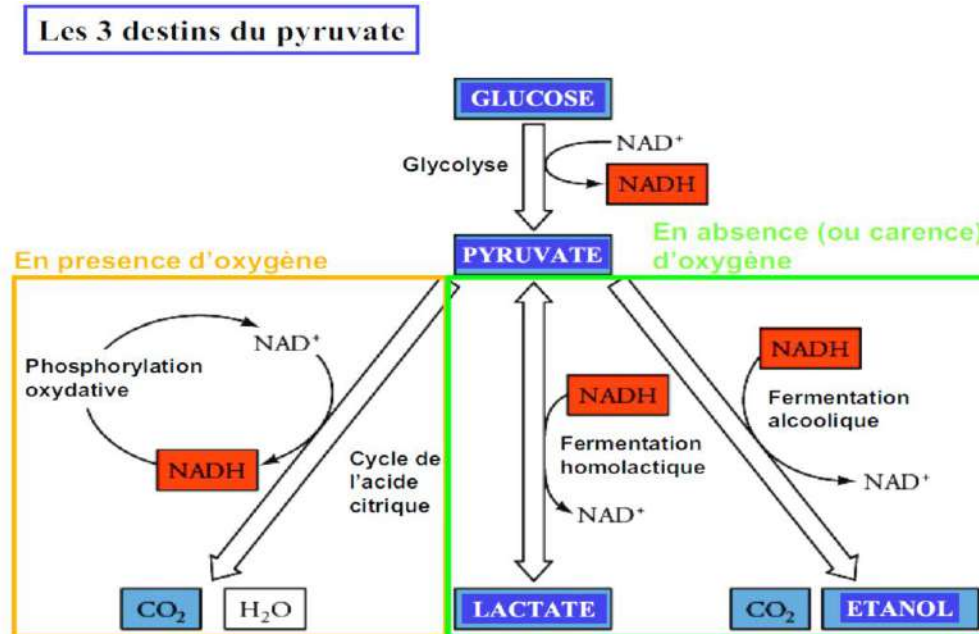 Les 3 destins du pyruvate
GLUCOSE
Glycolyse
NAD⁺
NADH
PYRUVATE
En presence d'oxygène
En absence (ou carence)
d'oxygène
NAD⁺
Phosphorylation
oxydative
NADH
Cycle de
l'acide
citrique
NADH
Fermentation
homolactique
NAD⁺
NADH
Fermentation
alcoolique
NAD⁺
CO₂
H₂O
LACTATE
CO₂
ETANOL